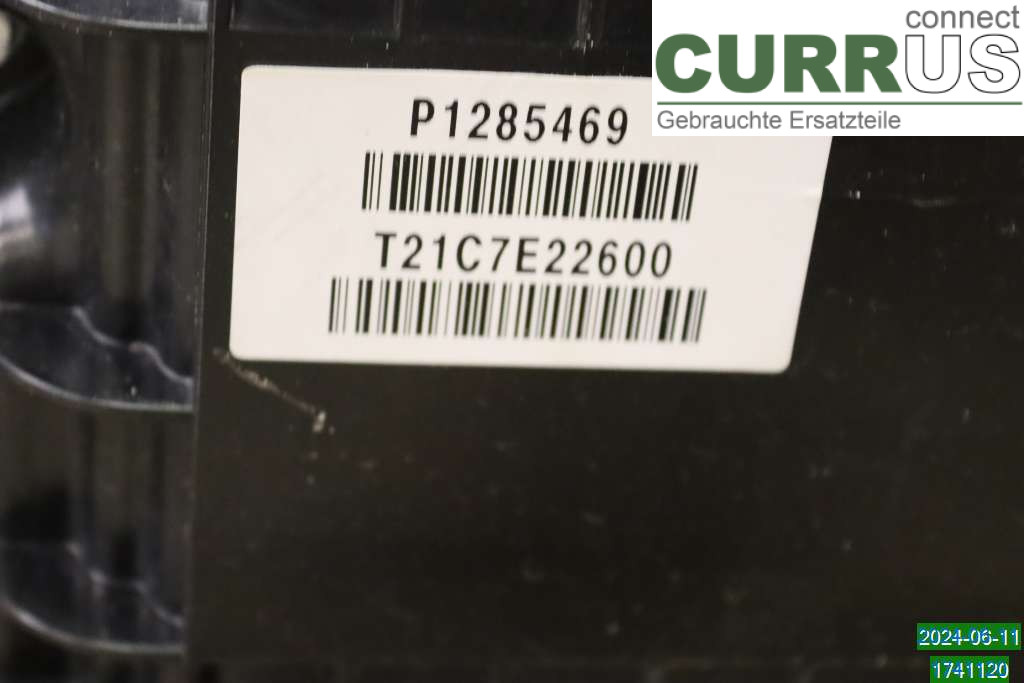 connect
CURRUS
Gebrauchte Ersatzteile
P1285469
T21C7E22600
2024-06-11
1741120